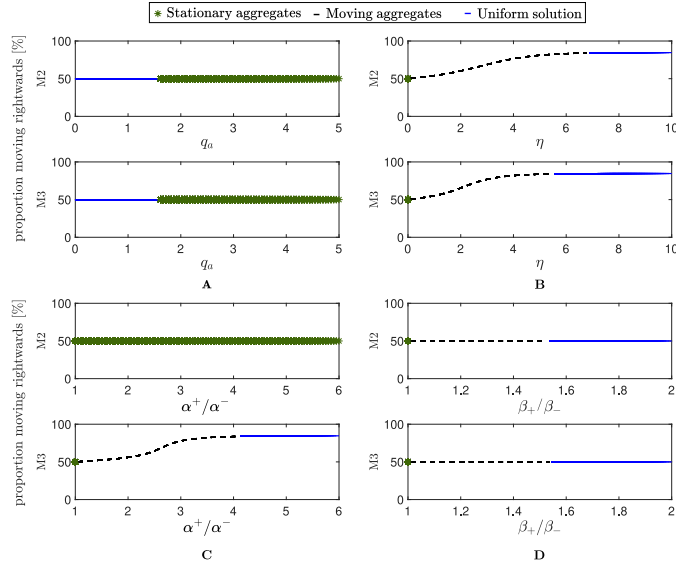 Stationary aggregates Moving aggregates Uniform solution
proportion moving rightwards [%]
M2
100
50
0
0 1 2 3 4 5
q_a
M3
100
50
0
0 1 2 3 4 5
q_a
A
M2
100
50
0
0 2 4 6 8 10
η
M3
100
50
0
0 2 4 6 8 10
η
B
proportion moving rightwards [%]
M2
100
50
0
1 2 3 4 5 6
α⁺/α⁻
M3
100
50
0
1 2 3 4 5 6
α⁺/α⁻
C
M2
100
50
0
1 1.2 1.4 1.6 1.8 2
β₊/β₋
M3
100
50
0
1 1.2 1.4 1.6 1.8 2
β₊/β₋
D